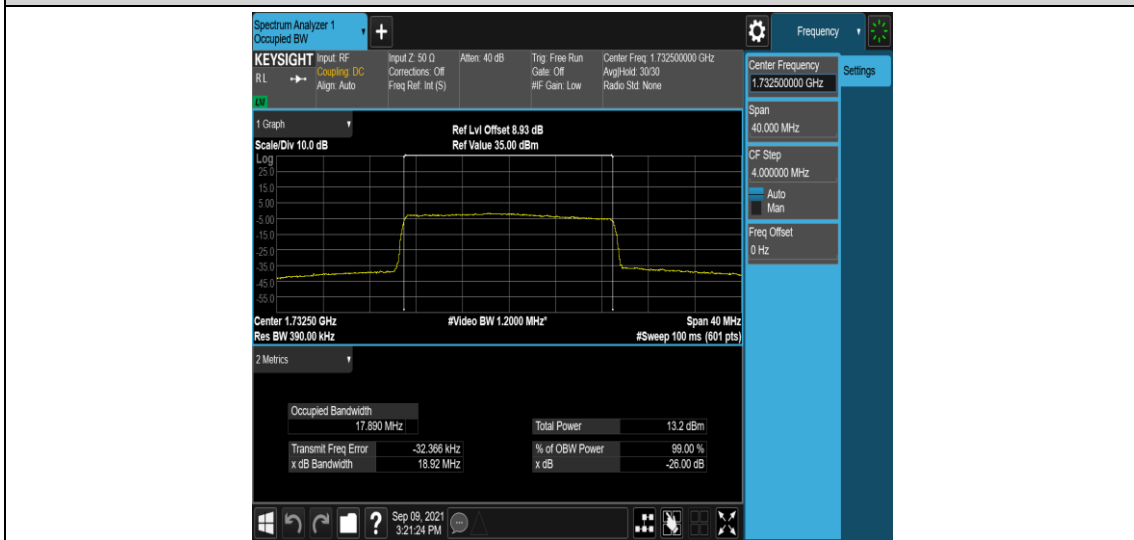 Spectrum Analyzer 1
Occupied BW
+
Frequency
KEYSIGHT Input: RF Input Z: 50 Ω Atten: 40 dB Trig: Free Run Center Freq: 1.732500000 GHz
RL Coupling: DC Corrections: Off Gate: Off Avg|Hold: 30/30
Align: Auto Freq Ref: Int (S) #IF Gain: Low Radio Std: None
LXI
Center Frequency
1.732500000 GHz
Settings
Span
40.000 MHz
CF Step
4.000000 MHz
Auto
Man
Freq Offset
0 Hz
1 Graph
Ref Lvl Offset 8.93 dB
Scale/Div 10.0 dB Ref Value 35.00 dBm
Log
25.0
15.0
5.00
-5.00
-15.0
-25.0
-35.0
-45.0
-55.0
Center 1.73250 GHz #Video BW 1.2000 MHz* Span 40 MHz
Res BW 390.00 kHz #Sweep 100 ms (601 pts)
2 Metrics
Occupied Bandwidth
17.890 MHz Total Power 13.2 dBm
Transmit Freq Error -32.366 kHz % of OBW Power 99.00 %
x dB Bandwidth 18.92 MHz x dB -26.00 dB
? Sep 09, 2021
3:21:24 PM